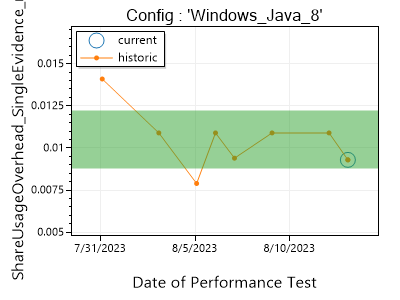 Config : 'Windows_Java_8'
current
historic
ShareUsageOverhead_SingleEvidence_
0.015
0.0125
0.01
0.0075
0.005
7/31/2023
8/5/2023
8/10/2023
Date of Performance Test